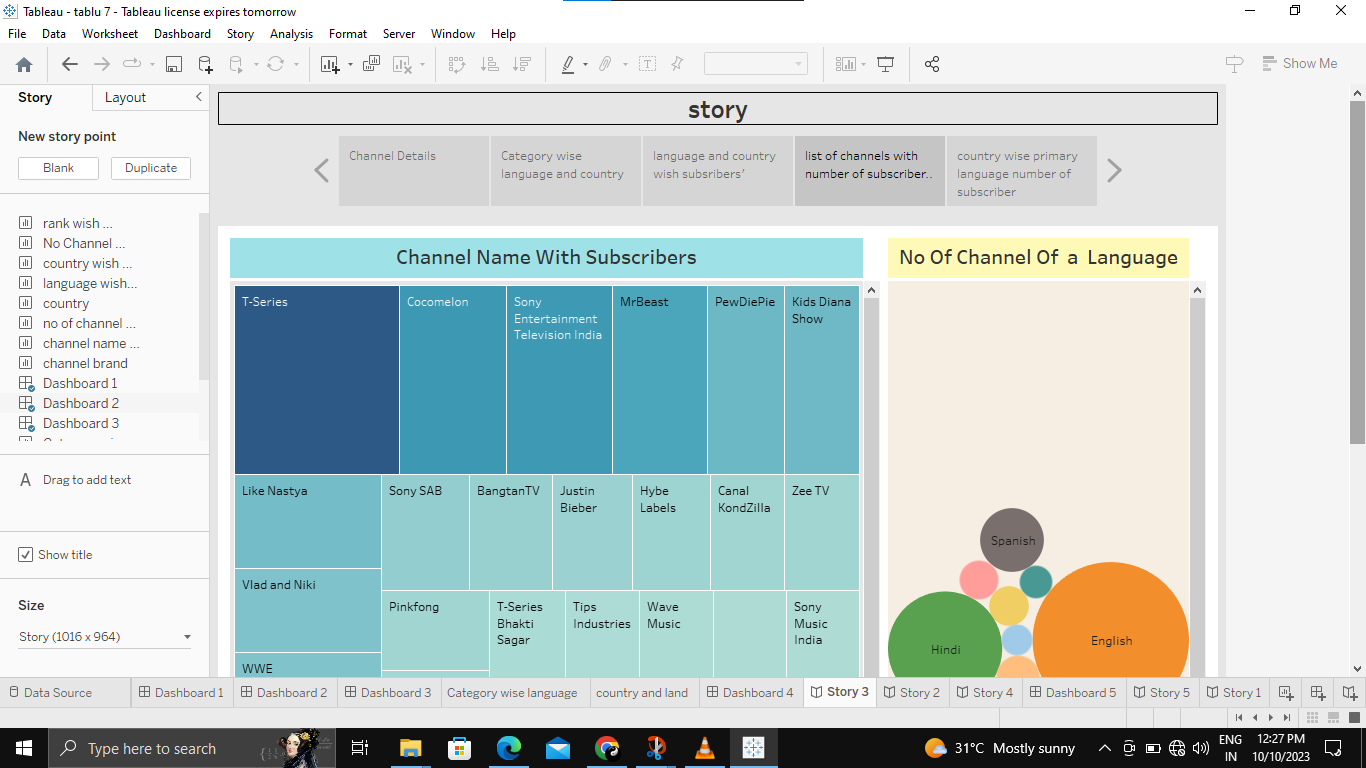 Tableau - tablu 7 - Tableau license expires tomorrow
File Data Worksheet Dashboard Story Analysis Format Server Window Help
Show Me
Story Layout
New story point
Blank Duplicate
rank wish ...
No Channel ...
country wish ...
language wish...
country
no of channel ...
channel name ...
channel brand
Dashboard 1
Dashboard 2
Dashboard 3
A Drag to add text
Show title
Size
Story (1016 x 964)
story
Channel Details
Category wise
language and country
language and country
wish subsribers’
list of channels with
number of subscriber..
country wise primary
language number of
subscriber
Channel Name With Subscribers
T-Series
Cocomelon
Sony
Entertainment
Television India
MrBeast
PewDiePie
Kids Diana
Show
Like Nastya
Sony SAB
BangtanTV
Justin
Bieber
Hybe
Labels
Canal
KondZilla
Zee TV
Vlad and Niki
Pinkfong
T-Series
Bhakti
Sagar
Tips
Industries
Wave
Music
Sony
Music
India
WWE
No Of Channel Of a Language
Spanish
Hindi
English
Data Source Dashboard 1 Dashboard 2 Dashboard 3 Category wise language country and land Dashboard 4 Story 3 Story 2 Story 4 Dashboard 5 Story 5 Story 1
Type here to search
31°C Mostly sunny
ENG
IN
12:27 PM
10/10/2023